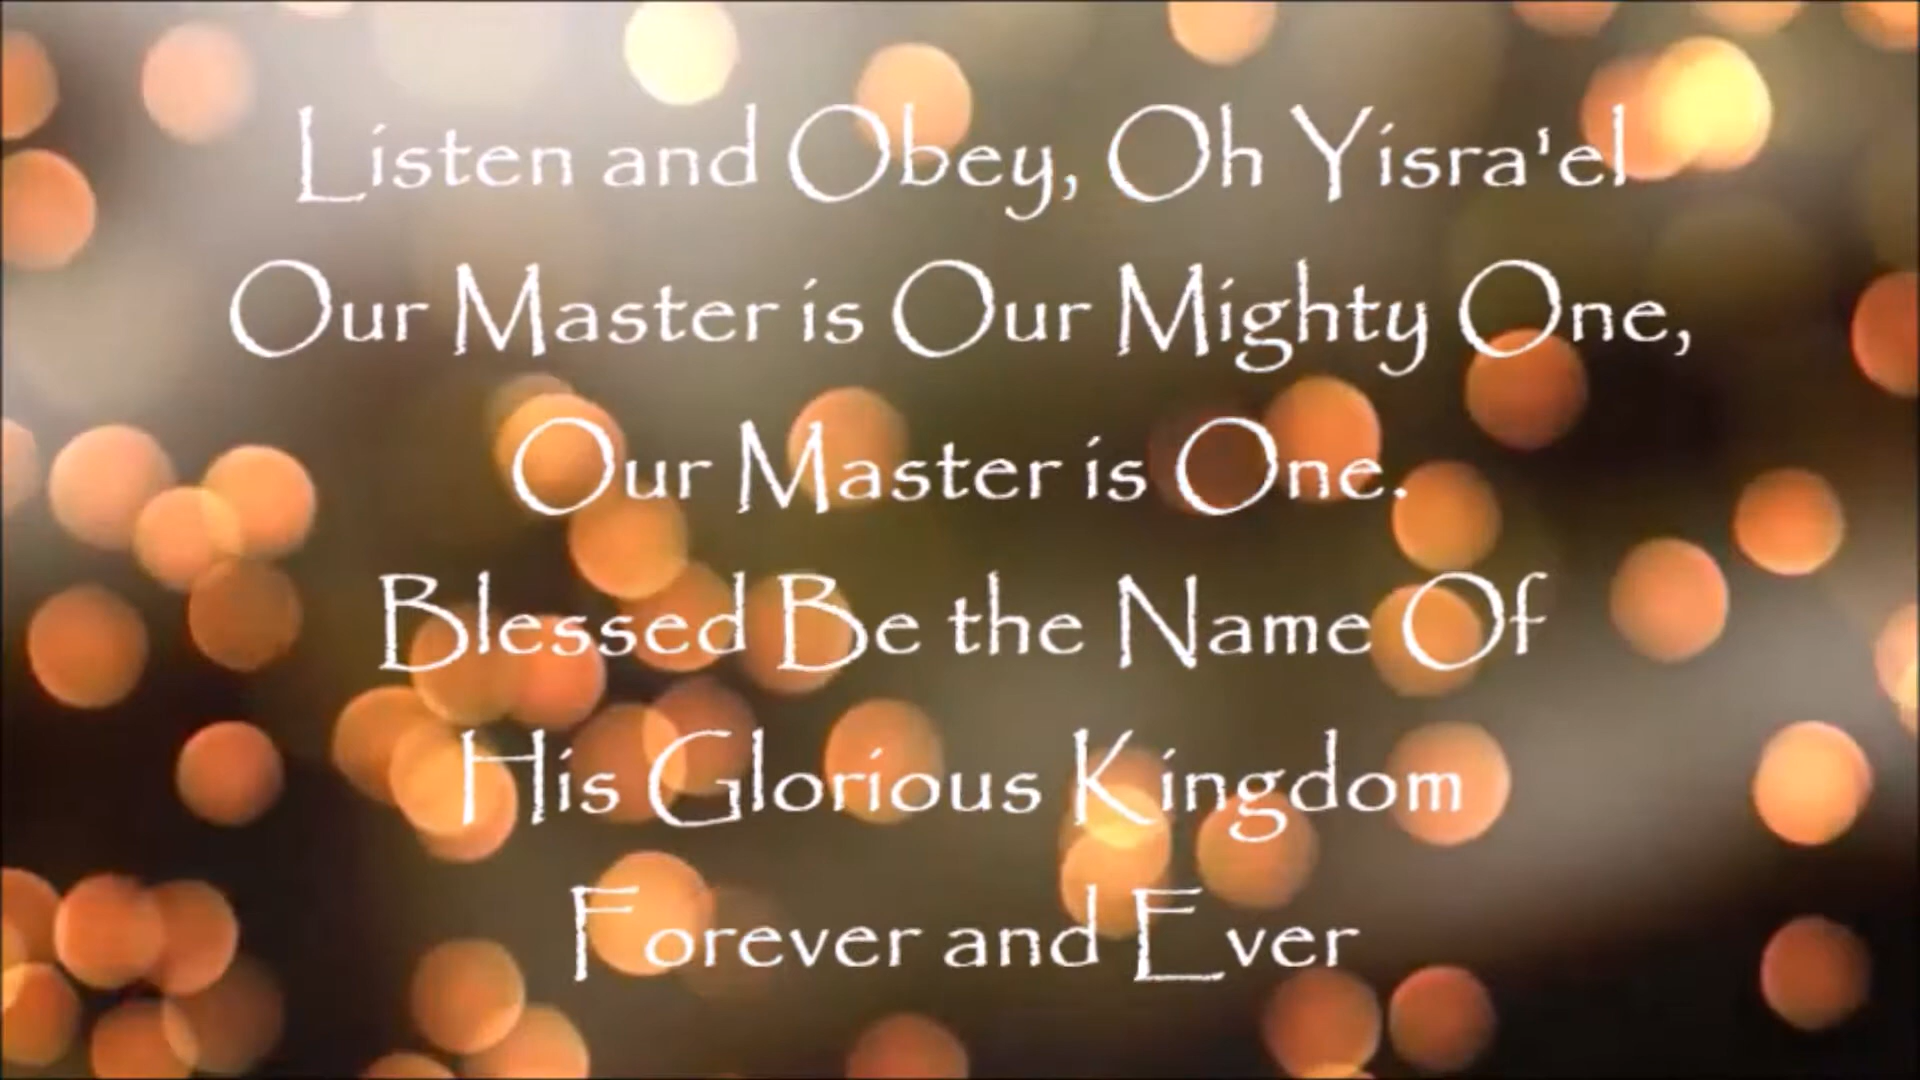 Listen and Obey, Oh Yisra'el
Our Master is Our Mighty One,
Our Master is One.
Blessed Be the Name Of
His Glorious Kingdom
Forever and Ever